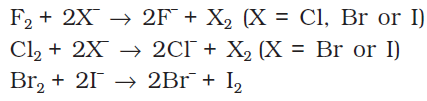 F₂ + 2X⁻ → 2F⁻ + X₂ (X = Cl, Br or I)
Cl₂ + 2X⁻ → 2Cl⁻ + X₂ (X = Br or I)
Br₂ + 2I⁻ → 2Br⁻ + I₂